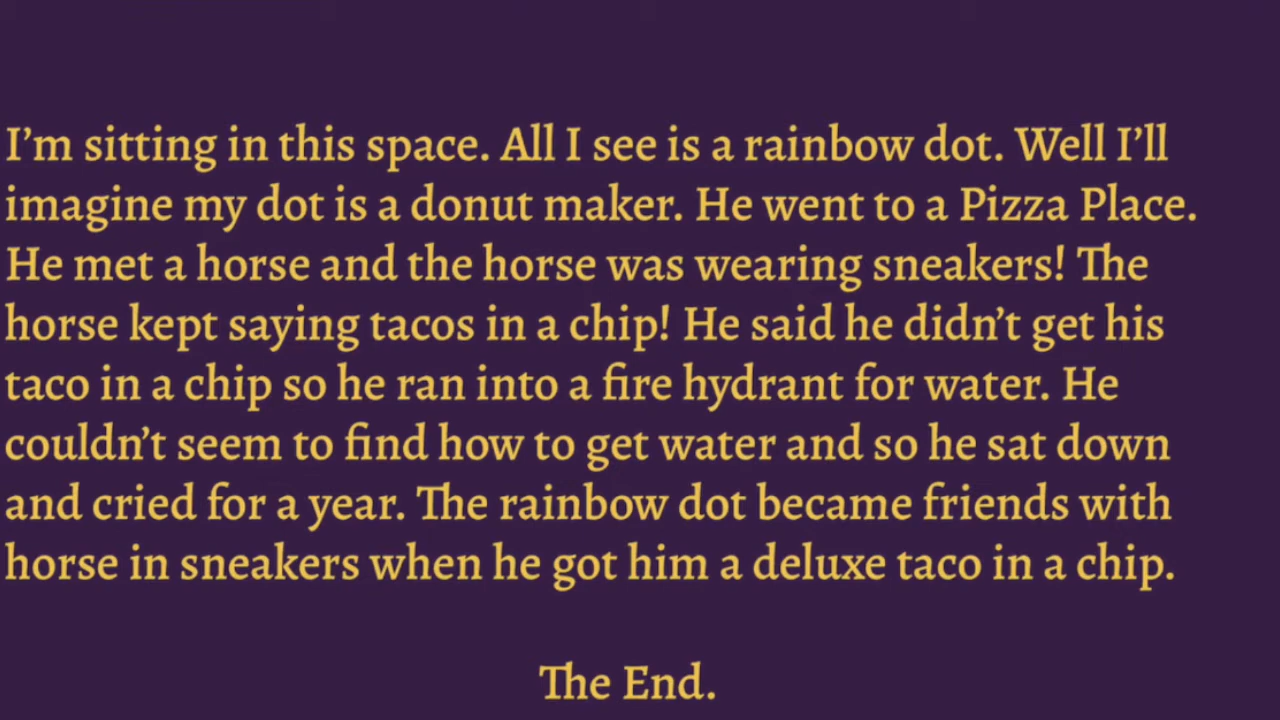 I’m sitting in this space. All I see is a rainbow dot. Well I’ll
imagine my dot is a donut maker. He went to a Pizza Place.
He met a horse and the horse was wearing sneakers! The
horse kept saying tacos in a chip! He said he didn’t get his
taco in a chip so he ran into a fire hydrant for water. He
couldn’t seem to find how to get water and so he sat down
and cried for a year. The rainbow dot became friends with
horse in sneakers when he got him a deluxe taco in a chip.
The End.